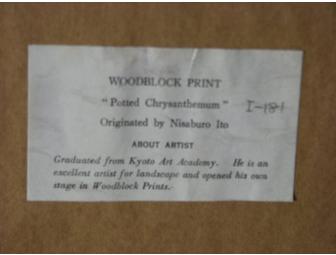 WOODBLOCK PRINT
"Potted Chrysanthemum" I-181
Originated by Nisaburo Ito
ABOUT ARTIST
Graduated from Kyoto Art Academy. He is an
excellent artist for landscape and opened his own
stage in Woodblock Prints.-